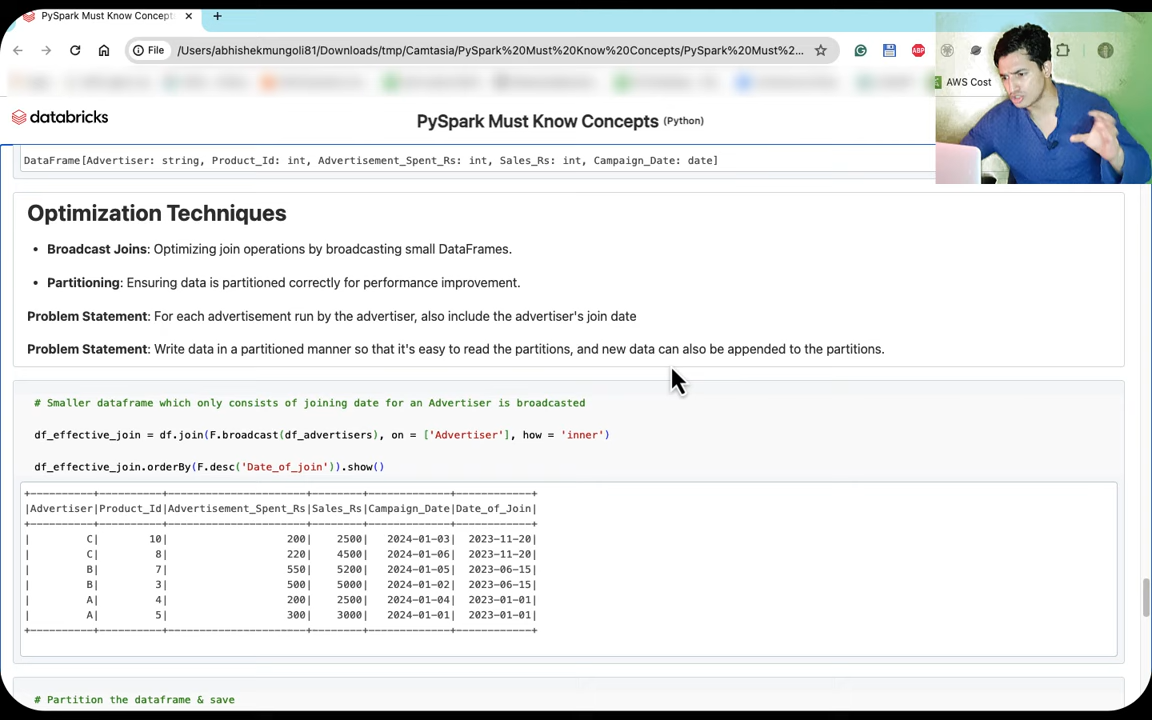 PySpark Must Know Concept
File
/Users/abhishekmungoli81/Downloads/tmp/Camtasia/PySpark%20Must%20Know%20Concepts/PySpark%20Must%2...
ABP
AWS Cost
databricks
PySpark Must Know Concepts (Python)
DataFrame[Advertiser: string, Product_Id: int, Advertisement_Spent_Rs: int, Sales_Rs: int, Campaign_Date: date]
Optimization Techniques
• Broadcast Joins: Optimizing join operations by broadcasting small DataFrames.
• Partitioning: Ensuring data is partitioned correctly for performance improvement.
Problem Statement: For each advertisement run by the advertiser, also include the advertiser's join date
Problem Statement: Write data in a partitioned manner so that it's easy to read the partitions, and new data can also be appended to the partitions.
# Smaller dataframe which only consists of joining date for an Advertiser is broadcasted
df_effective_join = df.join(F.broadcast(df_advertisers), on = ['Advertiser'], how = 'inner')
df_effective_join.orderBy(F.desc('Date_of_join')).show()
+----------+----------+----------------------+--------+-------------+------------+
|Advertiser|Product_Id|Advertisement_Spent_Rs|Sales_Rs|Campaign_Date|Date_of_Join|
+----------+----------+----------------------+--------+-------------+------------+
| C| 10| 200| 2500| 2024-01-03| 2023-11-20|
| C| 8| 220| 4500| 2024-01-06| 2023-11-20|
| B| 7| 550| 5200| 2024-01-05| 2023-06-15|
| B| 3| 500| 5000| 2024-01-02| 2023-06-15|
| A| 4| 200| 2500| 2024-01-04| 2023-01-01|
| A| 5| 300| 3000| 2024-01-01| 2023-01-01|
+----------+----------+----------------------+--------+-------------+------------+
# Partition the dataframe & save